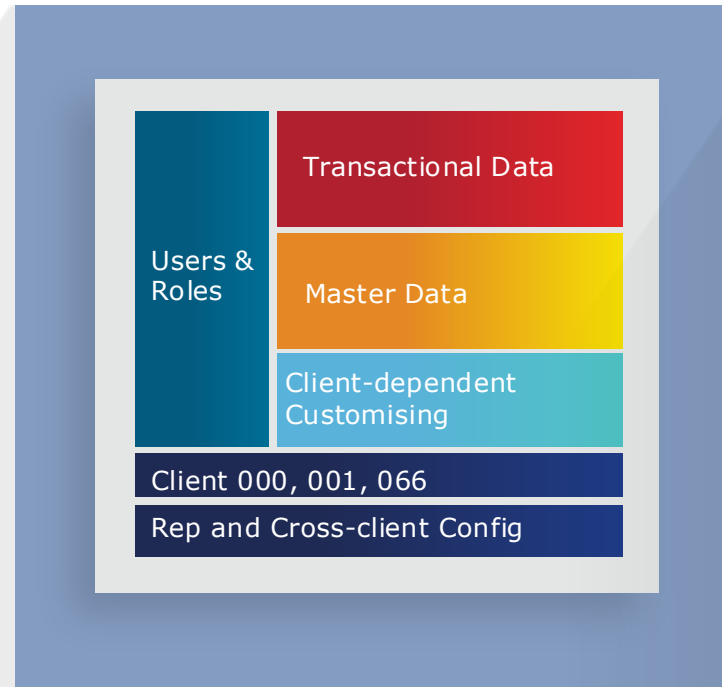 Transactional Data
Users &
Roles
Master Data
Client-dependent
Customising
Client 000, 001, 066
Rep and Cross-client Config